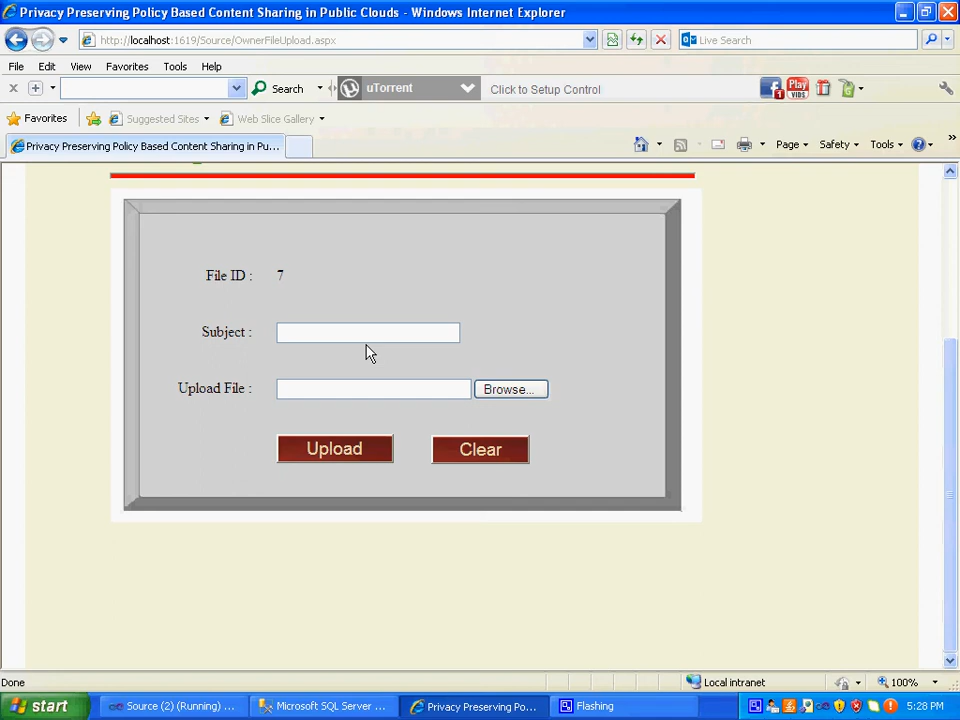 Privacy Preserving Policy Based Content Sharing in Public Clouds - Windows Internet Explorer
http://localhost:1619/Source/OwnerFileUpload.aspx
Live Search
File Edit View Favorites Tools Help
Search
uTorrent
Click to Setup Control
1
Play
VIDS
Favorites
Suggested Sites
Web Slice Gallery
Privacy Preserving Policy Based Content Sharing in Pu...
Page
Safety
Tools
File ID : 7
Subject :
Upload File :
Browse...
Upload
Clear
Done
Local intranet
100%
start
Source (2) (Running) ...
Microsoft SQL Server ...
Privacy Preserving Po...
Flashing
5:28 PM